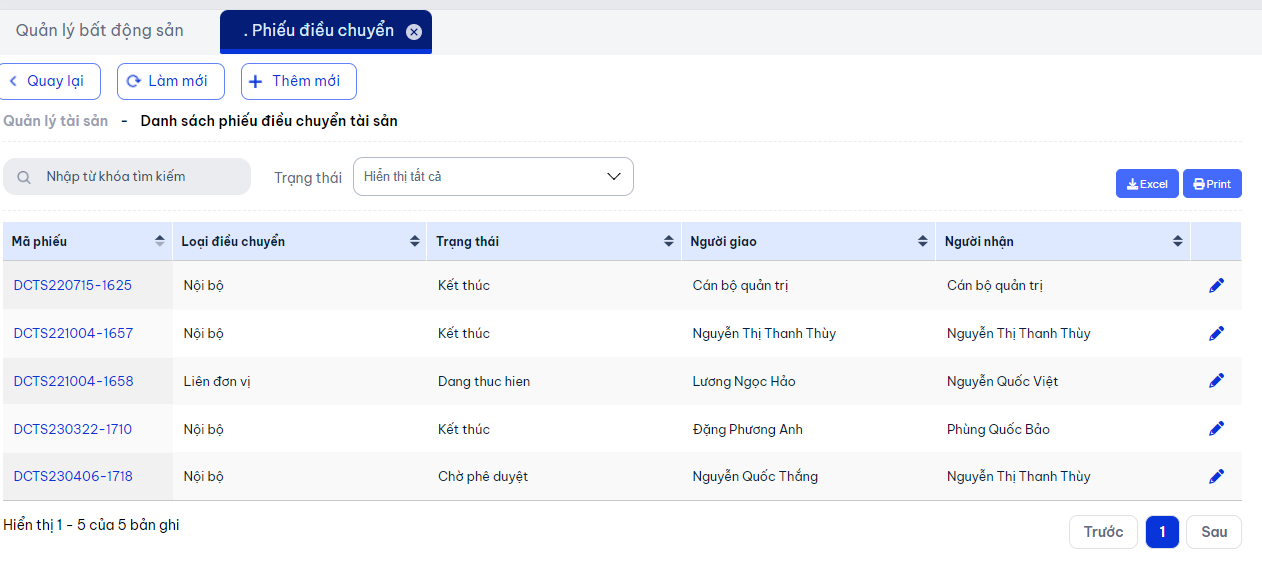 Quản lý bất động sản . Phiếu điều chuyển
Quay lại Làm mới Thêm mới
Quản lý tài sản - Danh sách phiếu điều chuyển tài sản
Nhập từ khóa tìm kiếm Trạng thái Hiển thị tất cả Excel Print
Mã phiếu Loại điều chuyển Trạng thái Người giao Người nhận
DCTS220715-1625 Nội bộ Kết thúc Cán bộ quản trị Cán bộ quản trị
DCTS221004-1657 Nội bộ Kết thúc Nguyễn Thị Thanh Thùy Nguyễn Thị Thanh Thùy
DCTS221004-1658 Liên đơn vị Dang thuc hien Lương Ngọc Hảo Nguyễn Quốc Việt
DCTS230322-1710 Nội bộ Kết thúc Đặng Phương Anh Phùng Quốc Bảo
DCTS230406-1718 Nội bộ Chờ phê duyệt Nguyễn Quốc Thắng Nguyễn Thị Thanh Thùy
Hiển thị 1 - 5 của 5 bản ghi Trước 1 Sau